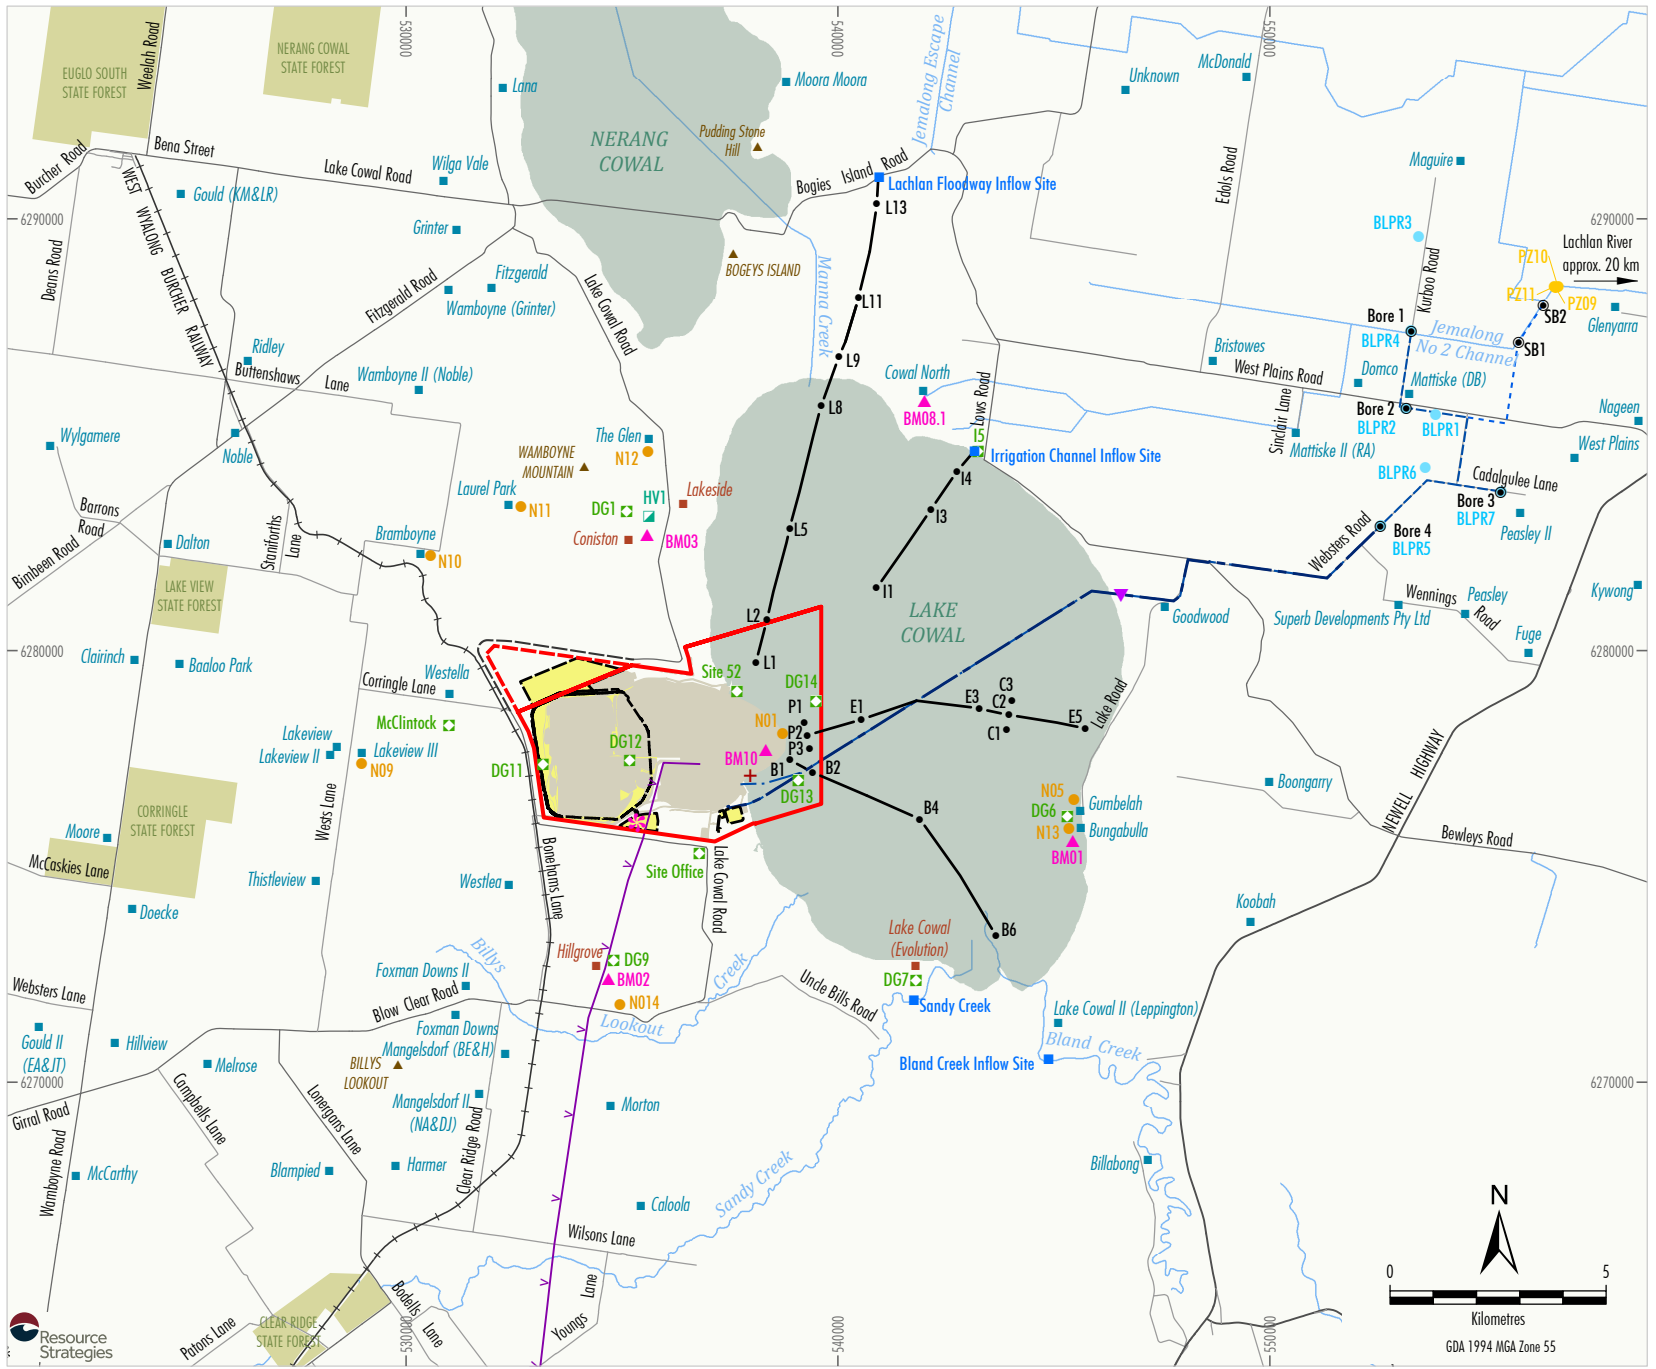 530000
540000
550000
EUGLO SOUTH
STATE FOREST
Weelah Road
NERANG COWAL
STATE FOREST
Lana
Moora Moora
Jemalong Escape
Channel
Unknown
McDonald
NERANG
COWAL
Pudding Stone
Hill
Burcher Road
Bena Street
Lake Cowal Road
Wilga Vale
Bogies Island Road
Lachlan Floodway Inflow Site
Edols Road
Maguire
WEST WYALONG BURCHER RAILWAY
Gould (KM&LR)
L13
6290000
6290000
Grinter
BLPR3
Lachlan River
approx. 20 km
Deans Road
Fitzgerald Road
Fitzgerald
Wamboyne (Grinter)
Lake Cowal Road
BOGEYS ISLAND
Manna Creek
L11
Kurboo Road
PZ10
PZ11
PZ09
SB2
Glenyarra
Bore 1
BLPR4
Jemalong
No 2 Channel
SB1
Ridley
Buttenshaws Lane
Wamboyne II (Noble)
L9
Cowal North
BM08.1
Lows Road
Bristowes
West Plains Road
Domco
Mattiske (DB)
L8
Bore 2
BLPR2
BLPR1
Nageen
Sinclair Lane
Mattiske II (RA)
West Plains
Wylgamere
Noble
The Glen
N12
WAMBOYNE
MOUNTAIN
I5
Irrigation Channel Inflow Site
I4
BLPR6
Cadalgulee Lane
Bore 3
BLPR7
Peasley II
Barrons
Road
Laurel Park
N11
DG1
HV1
Lakeside
I3
L5
Bore 4
BLPR5
Websters Road
Bimbeen Road
Dalton
Staniforths
Lane
Bramboyne
N10
Coniston
BM03
LAKE VIEW
STATE FOREST
I1
LAKE
COWAL
L2
Goodwood
Wennings
Road
Superb Developments Pty Ltd
Peasley
Kywong
Fuge
6280000
6280000
Clairinch
Baaloo Park
Westella
Corringle Lane
L1
Site 52
DG14
McClintock
P1
P2
P3
E1
E3
C3
C2
C1
E5
Lake Road
N01
BM10
Lakeview
Lakeview II
Lakeview III
N09
DG11
DG12
B1
B2
DG13
Boongarry
NEWELL HIGHWAY
CORRINGLE
STATE FOREST
Wests Lane
N05
Gumbelah
DG6
N13
Bungabulla
BM01
B4
Moore
McCaskies Lane
Bonehams Lane
Lake Cowal Road
Site Office
Bewleys Road
Thistleview
Westlea
Doecke
Koobah
Billys
Hillgrove
DG9
BM02
Creek
Lake Cowal
(Evolution)
B6
DG7
Foxman Downs II
Websters Lane
Blow Clear Road
N014
Lookout
Uncle Bills Road
Sandy Creek
Lake Cowal II (Leppington)
Gould II
(EA&JT)
Hillview
Foxman Downs
Mangelsdorf (BE&H)
Bland Creek
Bland Creek Inflow Site
Melrose
BILLYS
LOOKOUT
6270000
6270000
Girral Road
Campbells Lane
Lonergans Lane
Mangelsdorf II
(NA&DJ)
Morton
Clear Ridge Road
Wamboyne Road
McCarthy
Blampied
Harmer
Sandy Creek
Billabong
Caloola
Wilsons Lane
N
0
5
Kilometres
GDA 1994 MGA Zone 55
Bodells
Lane
Youngs
Lane
Patons Lane
CLEAR RIDGE
STATE FOREST
Resource
Strategies
530000
540000
550000